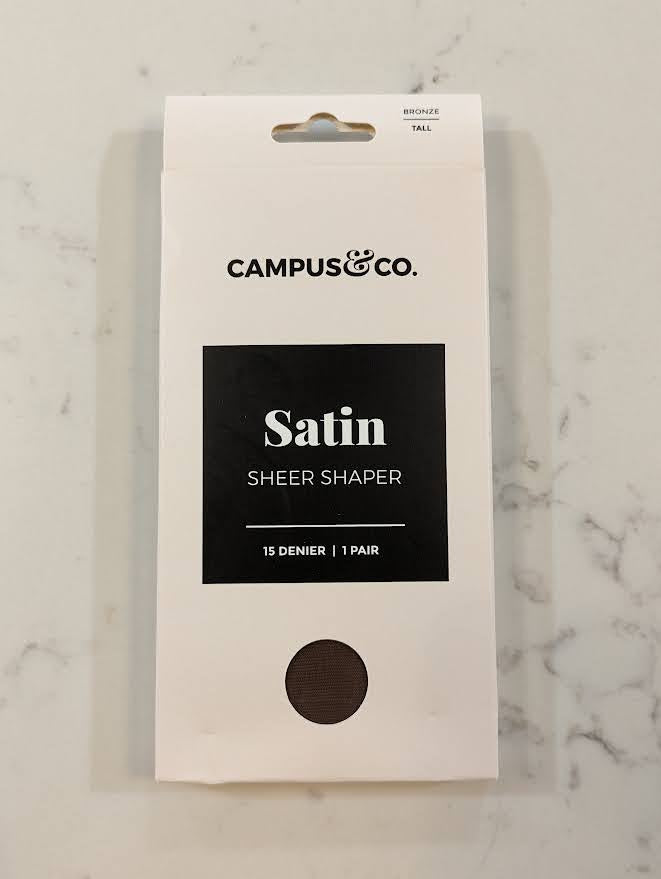 BRONZE
TALL
CAMPUS&CO.
Satin
SHEER SHAPER
15 DENIER | 1 PAIR